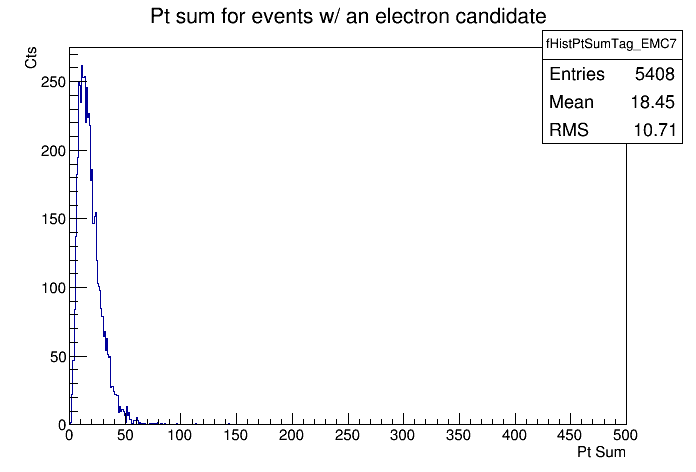 Pt sum for events w/ an electron candidate
fHistPtSumTag_EMC7
Entries 5408
Mean 18.45
RMS 10.71
Cts
250
200
150
100
50
0
0 50 100 150 200 250 300 350 400 450 500
Pt Sum